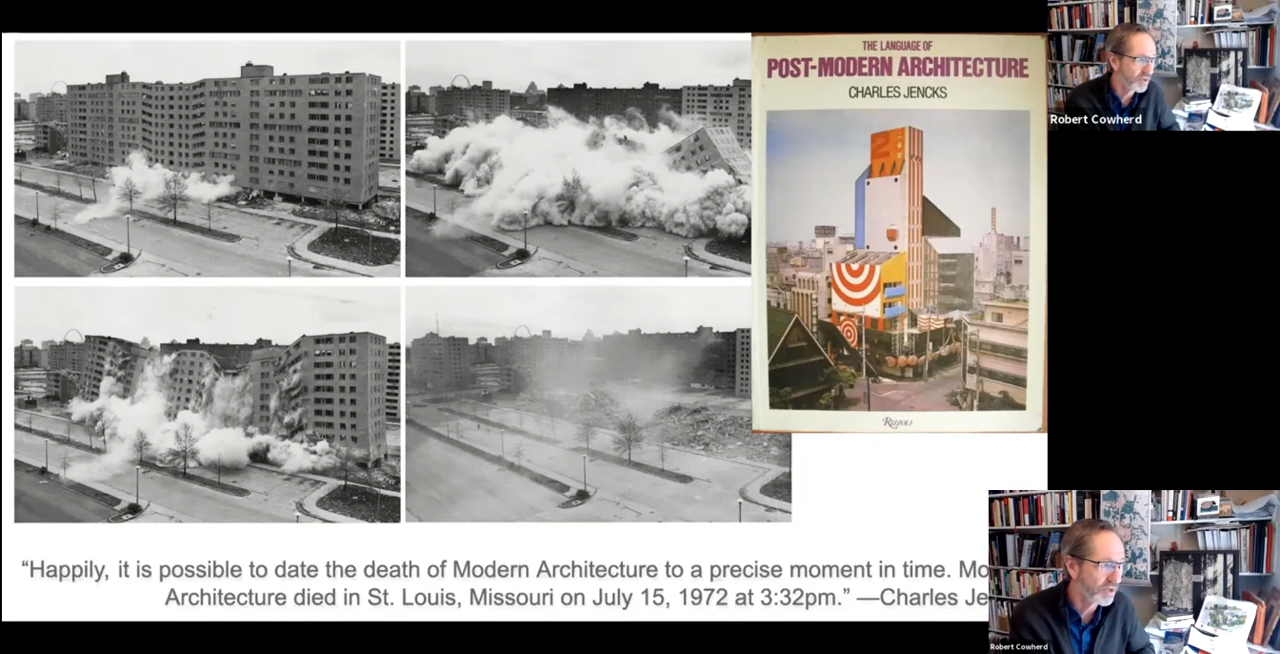 THE LANGUAGE OF
POST-MODERN ARCHITECTURE
CHARLES JENCKS
2
RIZZOLI
Robert Cowherd
“Happily, it is possible to date the death of Modern Architecture to a precise moment in time. Mo
Architecture died in St. Louis, Missouri on July 15, 1972 at 3:32pm.” —Charles Je
Robert Cowherd